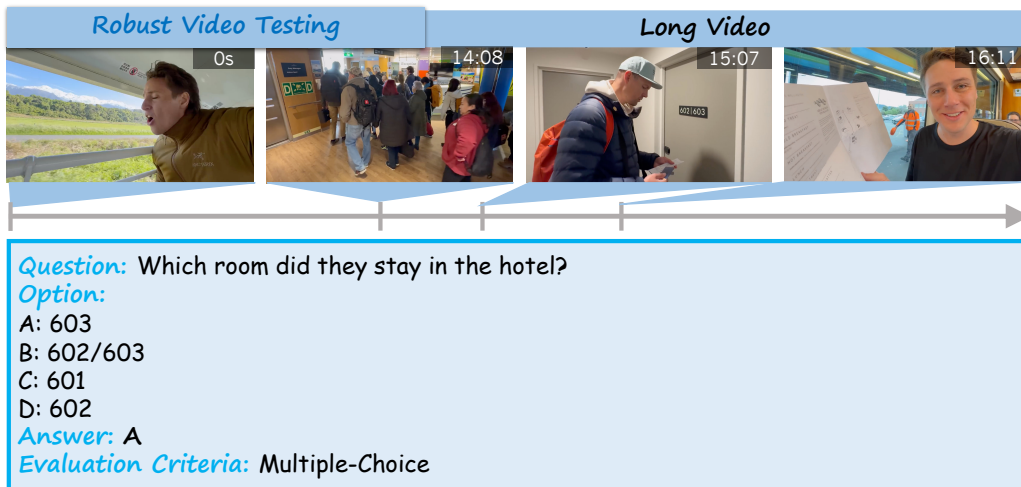 Robust Video Testing
Long Video
0s
14:08
15:07
16:11
D D
602|603
Question: Which room did they stay in the hotel?
Option:
A: 603
B: 602/603
C: 601
D: 602
Answer: A
Evaluation Criteria: Multiple-Choice